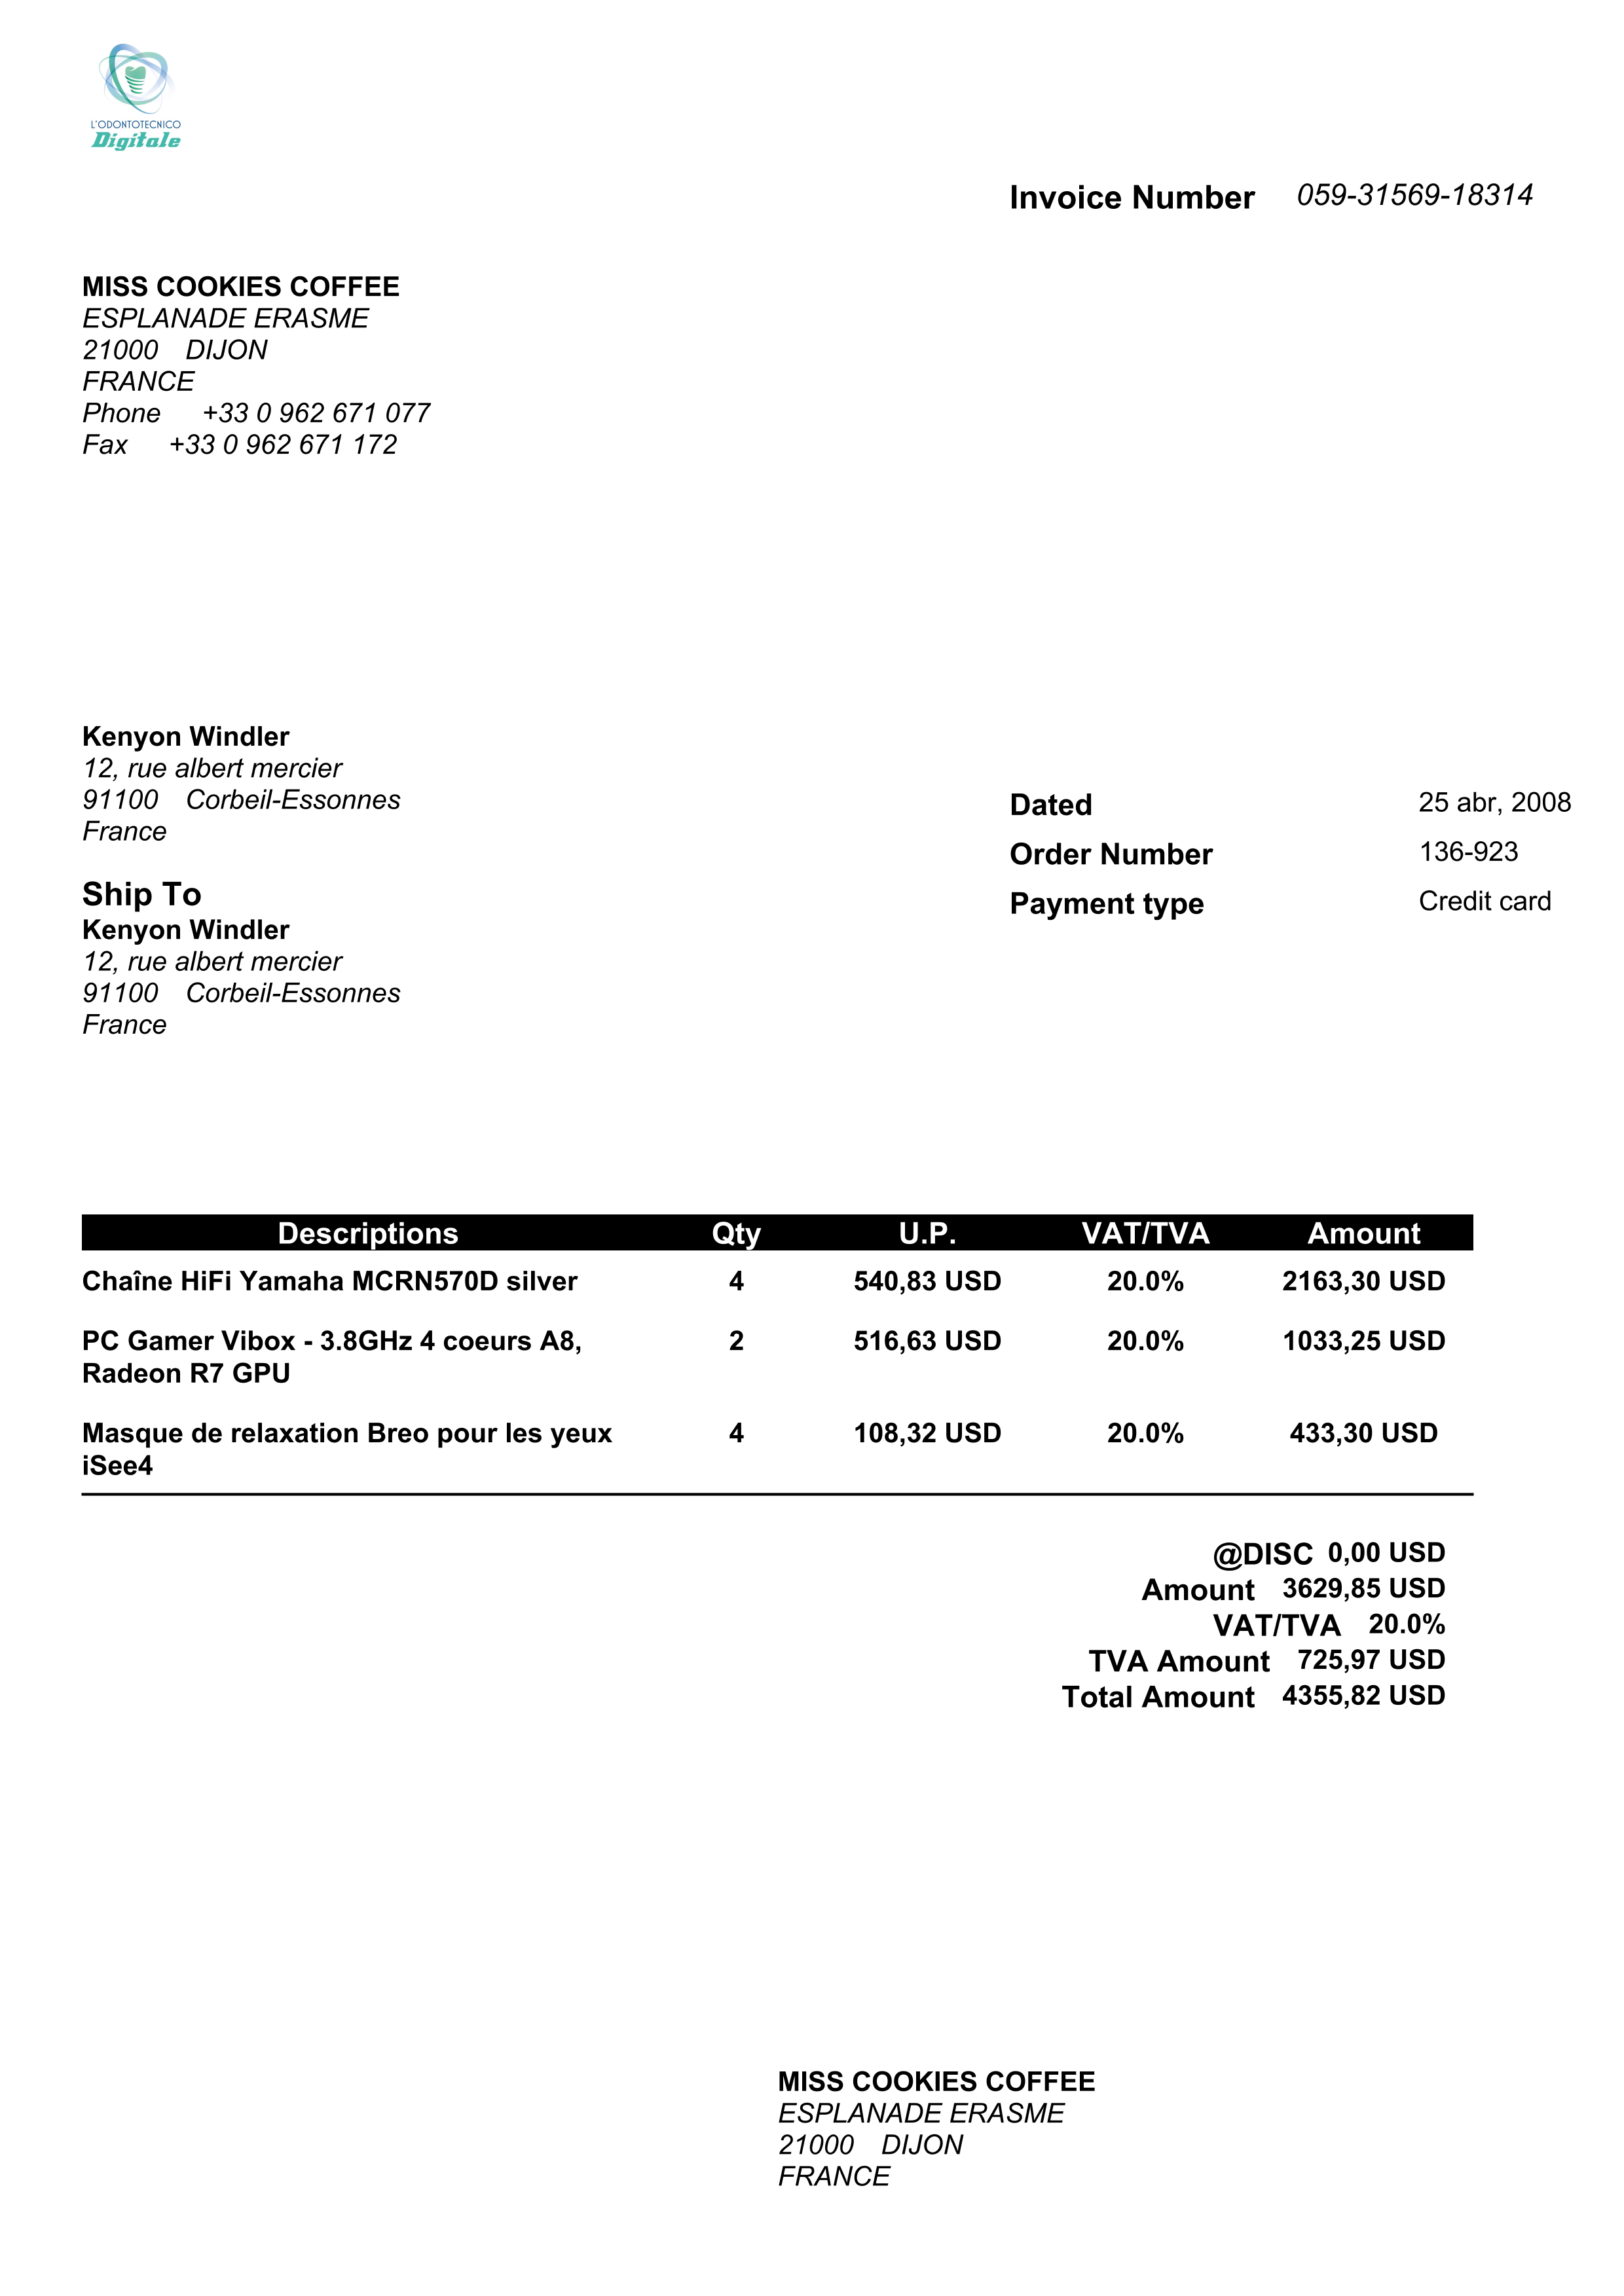 L'ODONTOTECNICO
Digitale
Invoice Number 059-31569-18314
MISS COOKIES COFFEE
ESPLANADE ERASME
21000 DIJON
FRANCE
Phone +33 0 962 671 077
Fax +33 0 962 671 172
Kenyon Windler
12, rue albert mercier
91100 Corbeil-Essonnes
France
Dated 25 abr, 2008
Order Number 136-923
Payment type Credit card
Ship To
Kenyon Windler
12, rue albert mercier
91100 Corbeil-Essonnes
France
Descriptions Qty U.P. VAT/TVA Amount
Chaîne HiFi Yamaha MCRN570D silver 4 540,83 USD 20.0% 2163,30 USD
PC Gamer Vibox - 3.8GHz 4 coeurs A8, 2 516,63 USD 20.0% 1033,25 USD
Radeon R7 GPU
Masque de relaxation Breo pour les yeux 4 108,32 USD 20.0% 433,30 USD
iSee4
@DISC 0,00 USD
Amount 3629,85 USD
VAT/TVA 20.0%
TVA Amount 725,97 USD
Total Amount 4355,82 USD
MISS COOKIES COFFEE
ESPLANADE ERASME
21000 DIJON
FRANCE